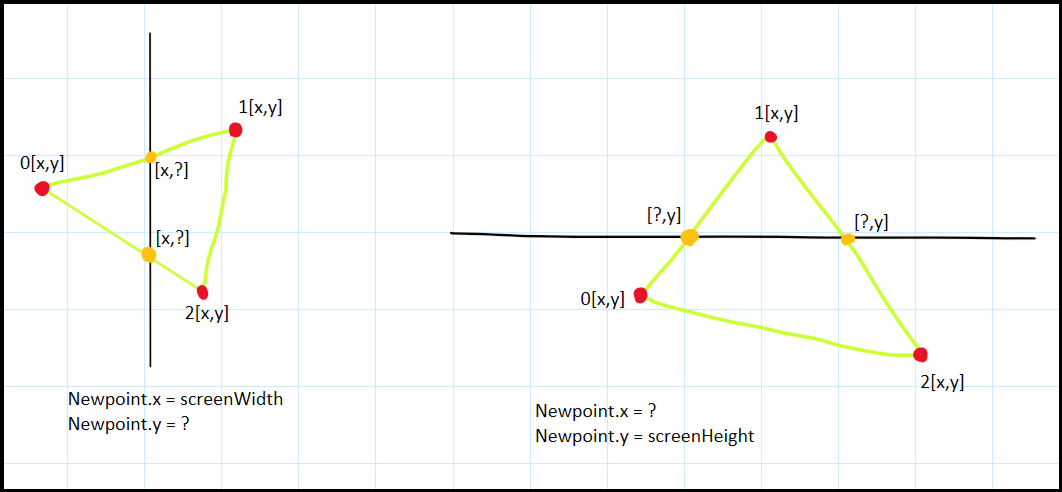 1[x,y]
0[x,y]
[x,?]
[x,?]
2[x,y]
Newpoint.x = screenWidth
Newpoint.y = ?
1[x,y]
[?,y]
[?,y]
0[x,y]
2[x,y]
Newpoint.x = ?
Newpoint.y = screenHeight